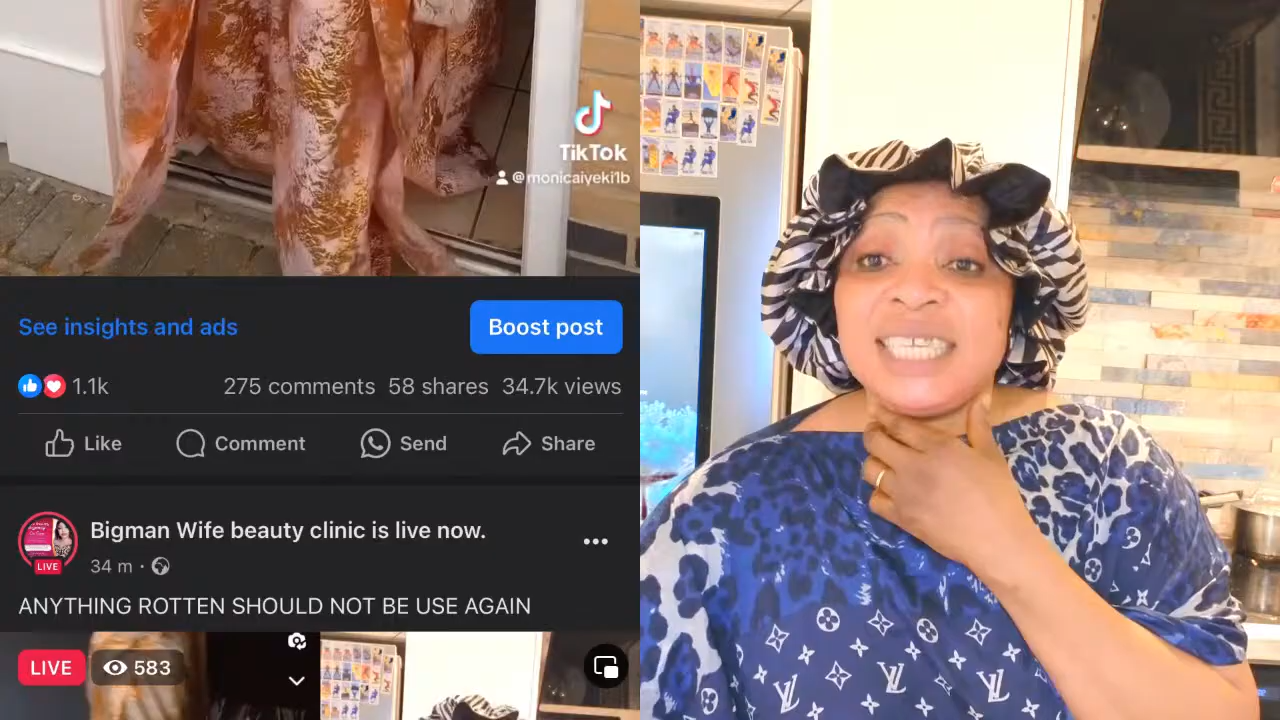 TikTok
@monicaiyeki1b
See insights and ads
Boost post
1.1k
275 comments 58 shares 34.7k views
Like
Comment
Send
Share
Bigman Wife beauty clinic is live now.
LIVE
34 m ·
ANYTHING ROTTEN SHOULD NOT BE USE AGAIN
LIVE
583